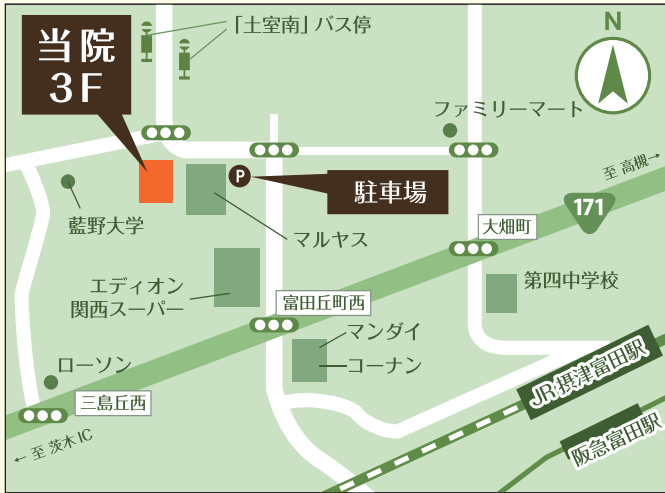 当院
3F
「土室南」バス停
N
ファミリーマート
至 高槻→
P
駐車場
171
藍野大学
マルヤス
大畑町
エディオン
関西スーパー
第四中学校
富田丘町西
マンダイ
コーナン
ローソン
三島丘西
JR摂津富田駅
阪急富田駅
← 至 茨木IC